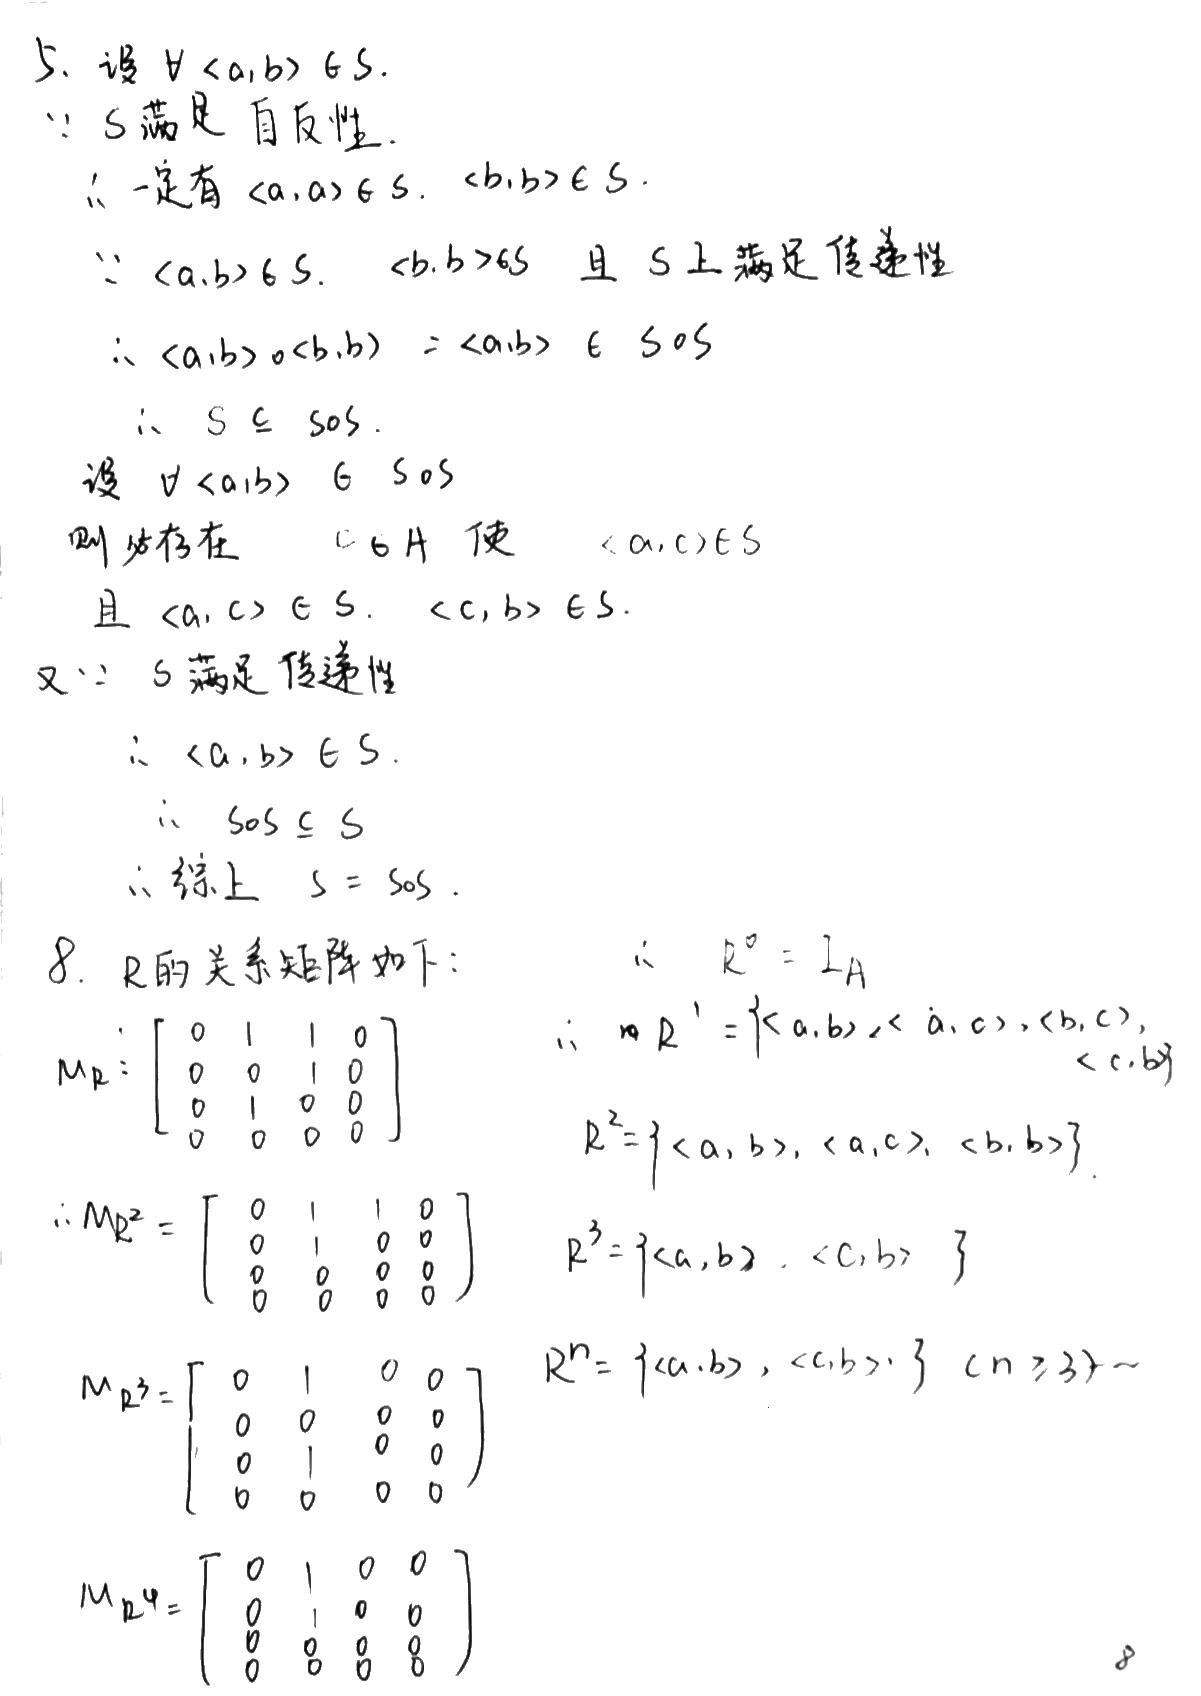 5. 设 ∀ <a,b> ∈ S.
∵ S满足自反性.
∴ 一定有 <a,a> ∈ S. <b,b> ∈ S.
∵ <a,b> ∈ S. <b,b> ∈ S 且 S上满足传递性
∴ <a,b> o <b,b> = <a,b> ∈ SoS
∴ S ⊆ SoS.
设 ∀ <a,b> ∈ SoS
则必存在 C ∈ A 使 <a,c> ∈ S
且 <a,c> ∈ S. <c,b> ∈ S.
又∵ S满足传递性
∴ <a,b> ∈ S.
∴ SoS ⊆ S
∴ 综上 S = SoS.
8. R的关系矩阵如下:
M_R = [
0 1 1 0
0 0 1 0
0 1 0 0
0 0 0 0 ]
∴ M_R² = [
0 1 1 0
0 1 0 0
0 0 0 0
0 0 0 0 ]
M_R³ = [
0 1 0 0
0 0 0 0
0 1 0 0
0 0 0 0 ]
M_R⁴ = [
0 1 0 0
0 1 0 0
0 0 0 0
0 0 0 0 ]
∴ R⁰ = I_A
∴ R¹ = {<a,b>, <a,c>, <b,c>,
<c,b>}
R² = {<a,b>, <a,c>, <b,b>}.
R³ = {<a,b>, <c,b> }
Rⁿ = {<a,b>, <c,b>.} (n ≥ 3) ~
8